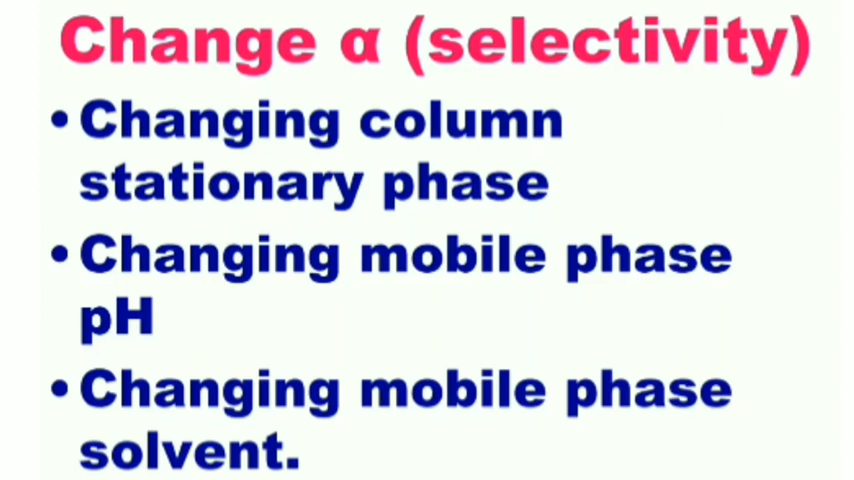 Change α (selectivity)
•Changing column
stationary phase
•Changing mobile phase
pH
•Changing mobile phase
solvent.